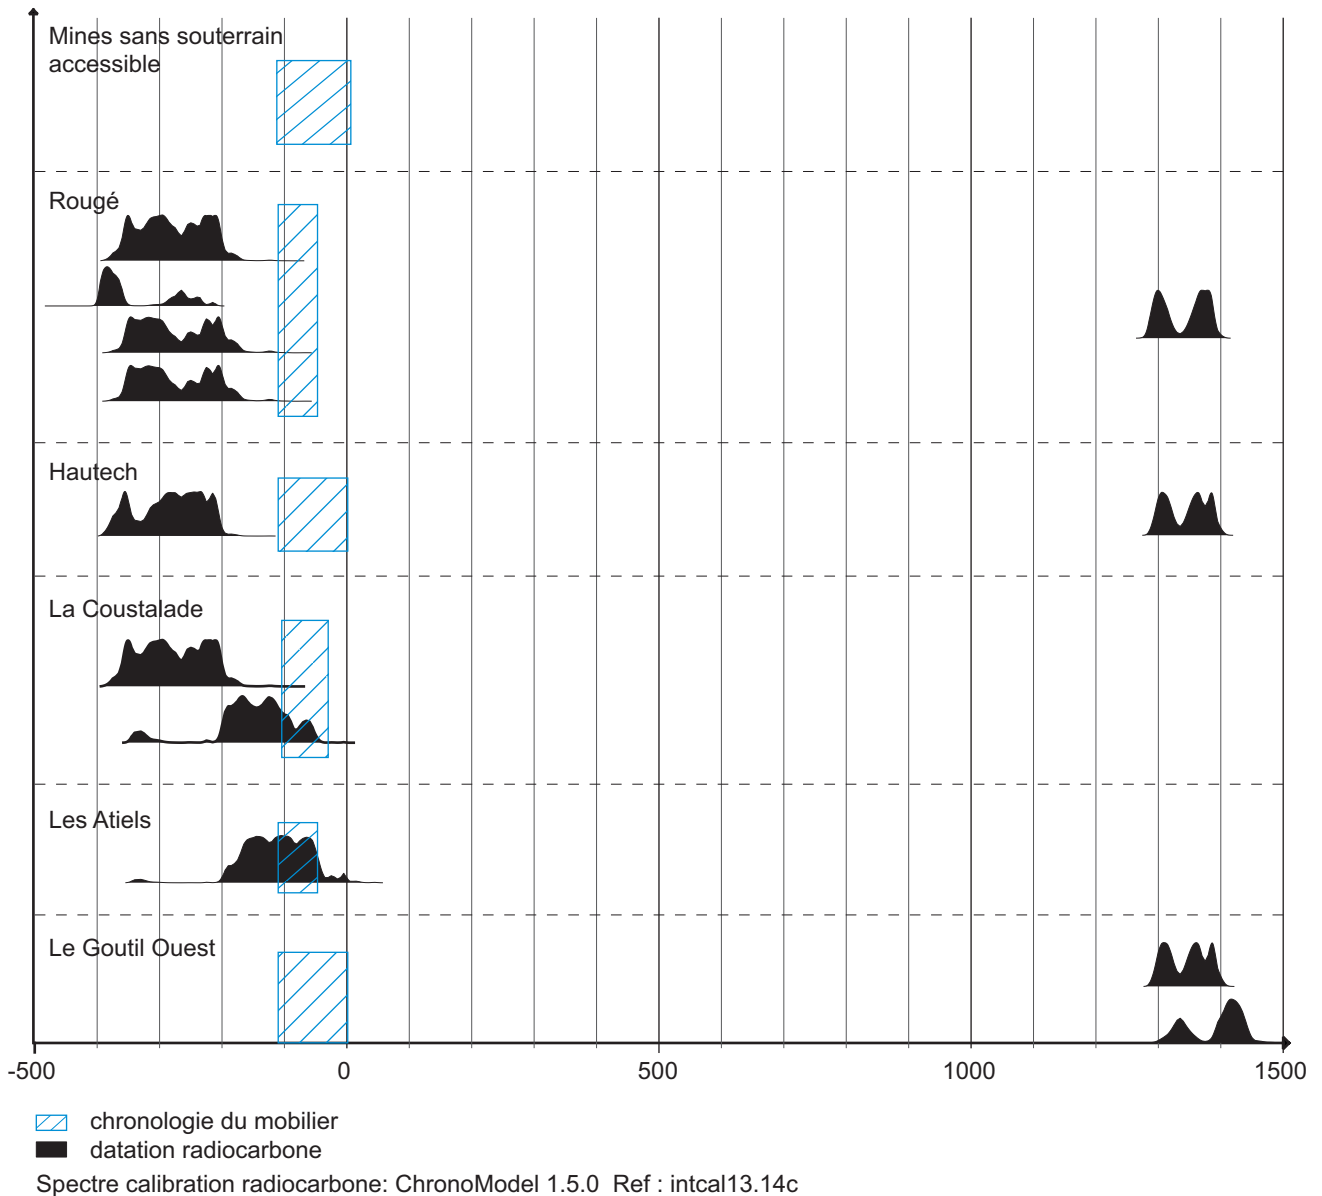 Mines sans souterrain
accessible
Rougé
Hautech
La Coustalade
Les Atiels
Le Goutil Ouest
-500 0 500 1000 1500
chronologie du mobilier
datation radiocarbone
Spectre calibration radiocarbone: ChronoModel 1.5.0 Ref : intcal13.14c